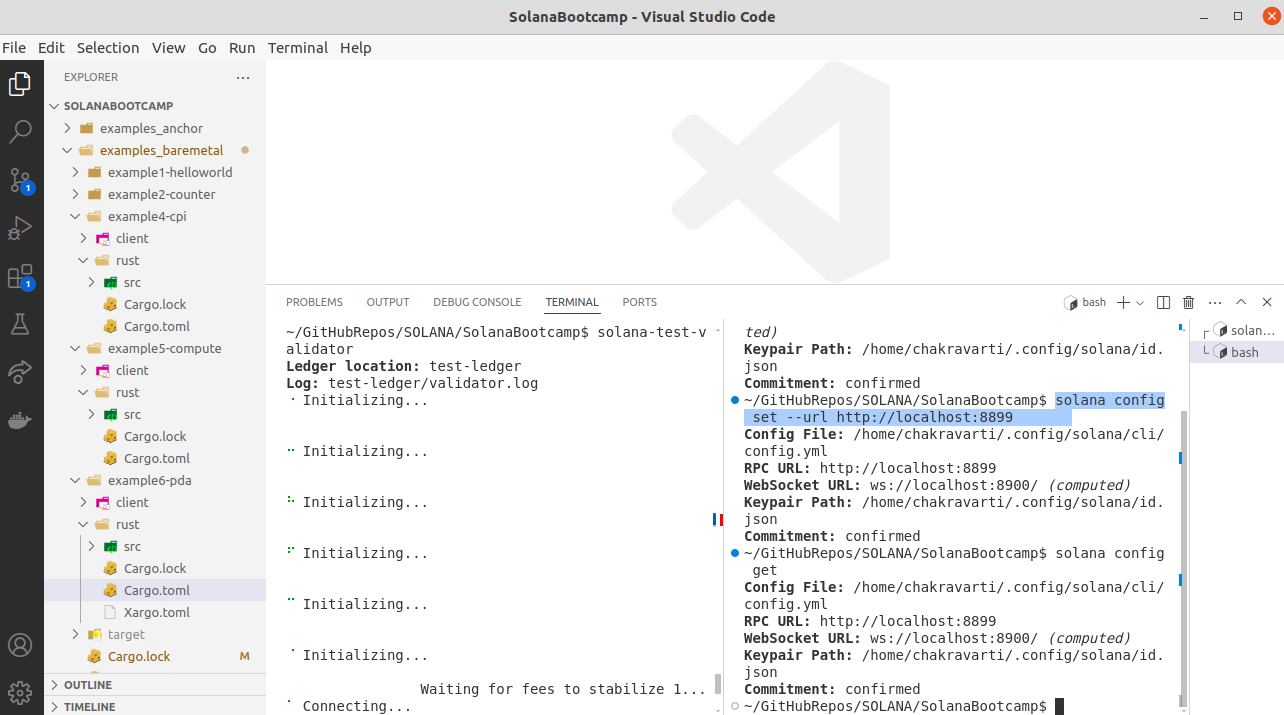 SolanaBootcamp - Visual Studio Code
File Edit Selection View Go Run Terminal Help
EXPLORER
SOLANABOOTCAMP
examples_anchor
examples_baremetal
example1-helloworld
example2-counter
example4-cpi
client
rust
src
Cargo.lock
Cargo.toml
example5-compute
client
rust
src
Cargo.lock
Cargo.toml
example6-pda
client
rust
src
Cargo.lock
Cargo.toml
Xargo.toml
target
Cargo.lock M
OUTLINE
TIMELINE
1
1
PROBLEMS OUTPUT DEBUG CONSOLE TERMINAL PORTS
bash
~/GitHubRepos/SOLANA/SolanaBootcamp$ solana-test-v
alidator
Ledger location: test-ledger
Log: test-ledger/validator.log
Initializing...
Initializing...
Initializing...
Initializing...
Initializing...
Initializing...
Waiting for fees to stabilize 1...
Connecting...
ted)
Keypair Path: /home/chakravarti/.config/solana/id.
json
Commitment: confirmed
~/GitHubRepos/SOLANA/SolanaBootcamp$ solana config
set --url http://localhost:8899
Config File: /home/chakravarti/.config/solana/cli/
config.yml
RPC URL: http://localhost:8899
WebSocket URL: ws://localhost:8900/ (computed)
Keypair Path: /home/chakravarti/.config/solana/id.
json
Commitment: confirmed
~/GitHubRepos/SOLANA/SolanaBootcamp$ solana config
get
Config File: /home/chakravarti/.config/solana/cli/
config.yml
RPC URL: http://localhost:8899
WebSocket URL: ws://localhost:8900/ (computed)
Keypair Path: /home/chakravarti/.config/solana/id.
json
Commitment: confirmed
~/GitHubRepos/SOLANA/SolanaBootcamp$
solan...
bash